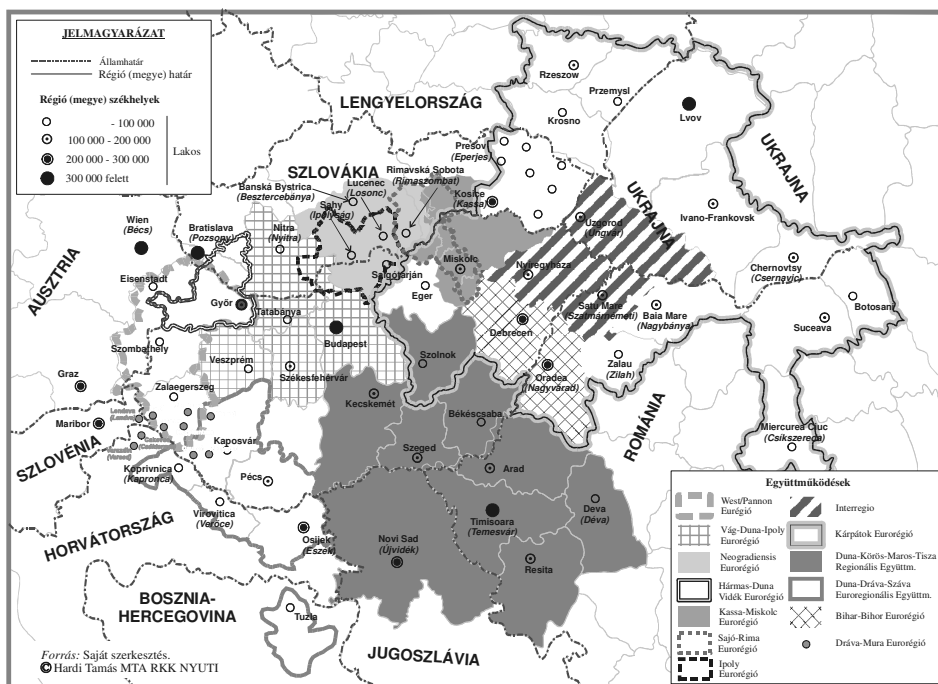 JELMAGYARÁZAT
Államhatár
Régió (megye) határ
Régió (megye) székhelyek
- 100 000
100 000 - 200 000
200 000 - 300 000
300 000 felett
Lakos
LENGYELORSZÁG
SZLOVÁKIA
UKRAJNA
UKRAJNA
AUSZTRIA
SZLOVÉNIA
HORVÁTORSZÁG
BOSZNIA-
HERCEGOVINA
JUGOSZLÁVIA
ROMÁNIA
Rzeszow
Przemysl
Krosno
Lvov
Presov
(Eperjes)
Rimavská Sobota
(Rimaszombat)
Lucenec
(Losonc)
Banská Bystrica
(Besztercebánya)
Sahy
(Ipolyság)
Kosice
(Kassa)
Nitra
(Nyitra)
Wien
(Bécs)
Bratislava
(Pozsony)
Eisenstadt
Győr
Tatabánya
Salgótarján
Eger
Miskolc
Nyíregyháza
Uzgorod
(Ungvár)
Ivano-Frankovsk
Chernovtsy
(Csernovic)
Botosani
Suceava
Satu Mare
(Szatmárnémeti)
Baia Mare
(Nagybánya)
Debrecen
Budapest
Szombathely
Veszprém
Székesfehérvár
Szolnok
Oradea
(Nagyvárad)
Zalau
(Zilah)
Graz
Zalaegerszeg
Kecskemét
Békéscsaba
Miercurea Ciuc
(Csíkszereda)
Maribor
Lendava
(Lendva)
Kaposvár
Szeged
Arad
Koprivnica
(Kapronca)
Pécs
Virovitica
(Verőce)
Osijek
(Eszék)
Novi Sad
(Újvidék)
Timisoara
(Temesvár)
Deva
(Déva)
Resita
Tuzla
Együttműködések
West/Pannon
Eurégió
Vág-Duna-Ipoly
Eurorégió
Neogradiensis
Eurorégió
Hármas-Duna
Vidék Eurorégió
Kassa-Miskolc
Eurorégió
Sajó-Rima
Eurorégió
Ipoly
Eurorégió
Interregio
Kárpátok Eurorégió
Duna-Körös-Maros-Tisza
Regionális Együttm.
Duna-Dráva-Száva
Euroregionális Együttm.
Bihar-Bihor Eurorégió
Dráva-Mura Eurorégió
Forrás: Saját szerkesztés.
© Hardi Tamás MTA RKK NYUTI